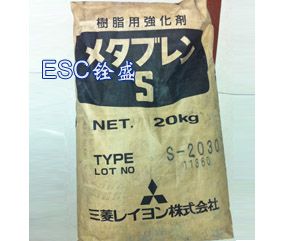 樹脂用強化剤
メタブレン
ESC铨盛
S
NET. 20kg
TYPE S-2030
LOT NO 11860
三菱レイヨン株式会社